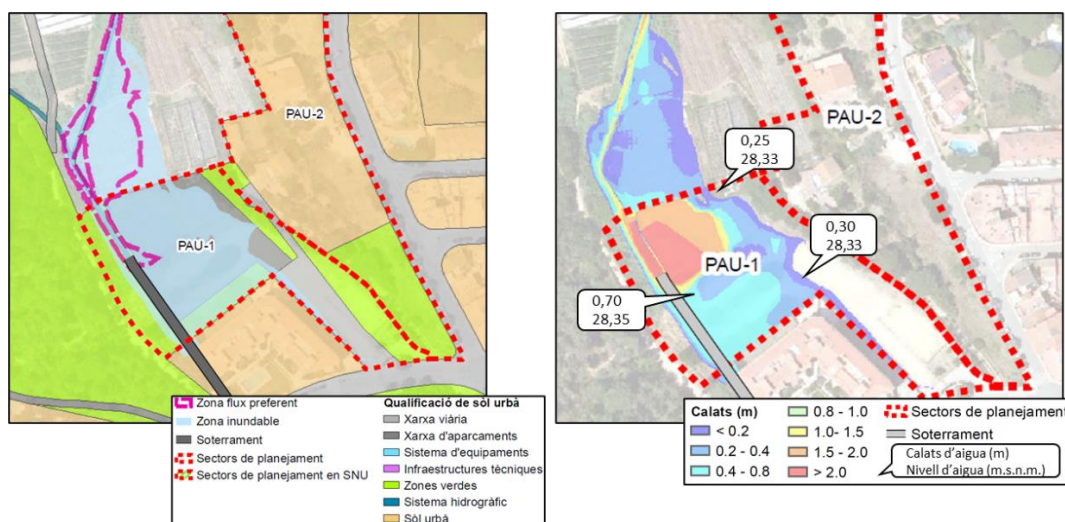 PAU-2
PAU-1
Zona flux preferent
Zona inundable
Soterrament
Sectors de planejament
Sectors de planejament en SNU
Qualificació de sòl urbà
Xarxa viària
Xarxa d'aparcaments
Sistema d'equipaments
Infraestructures tècniques
Zones verdes
Sistema hidrogràfic
Sòl urbà
PAU-2
0,25
28,33
0,30
28,33
PAU-1
0,70
28,35
Calats (m)
< 0.2
0.2 - 0.4
0.4 - 0.8
0.8 - 1.0
1.0- 1.5
1.5 - 2.0
> 2.0
Sectors de planejament
Soterrament
Calats d'aigua (m)
Nivell d'aigua (m.s.n.m.)